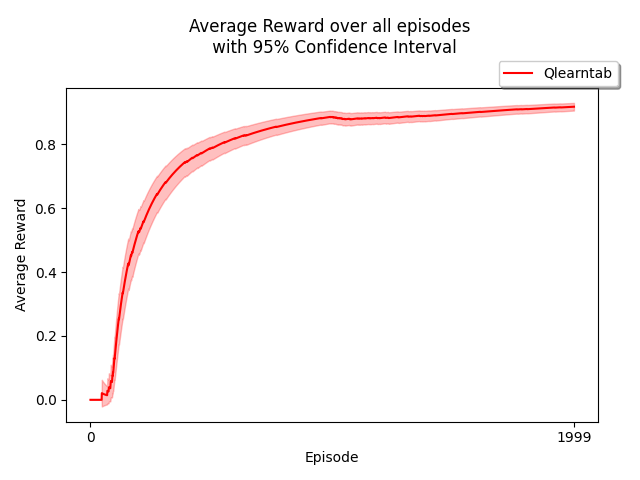 Average Reward over all episodes
with 95% Confidence Interval
Qlearntab
Average Reward
0.8
0.6
0.4
0.2
0.0
0 1999
Episode